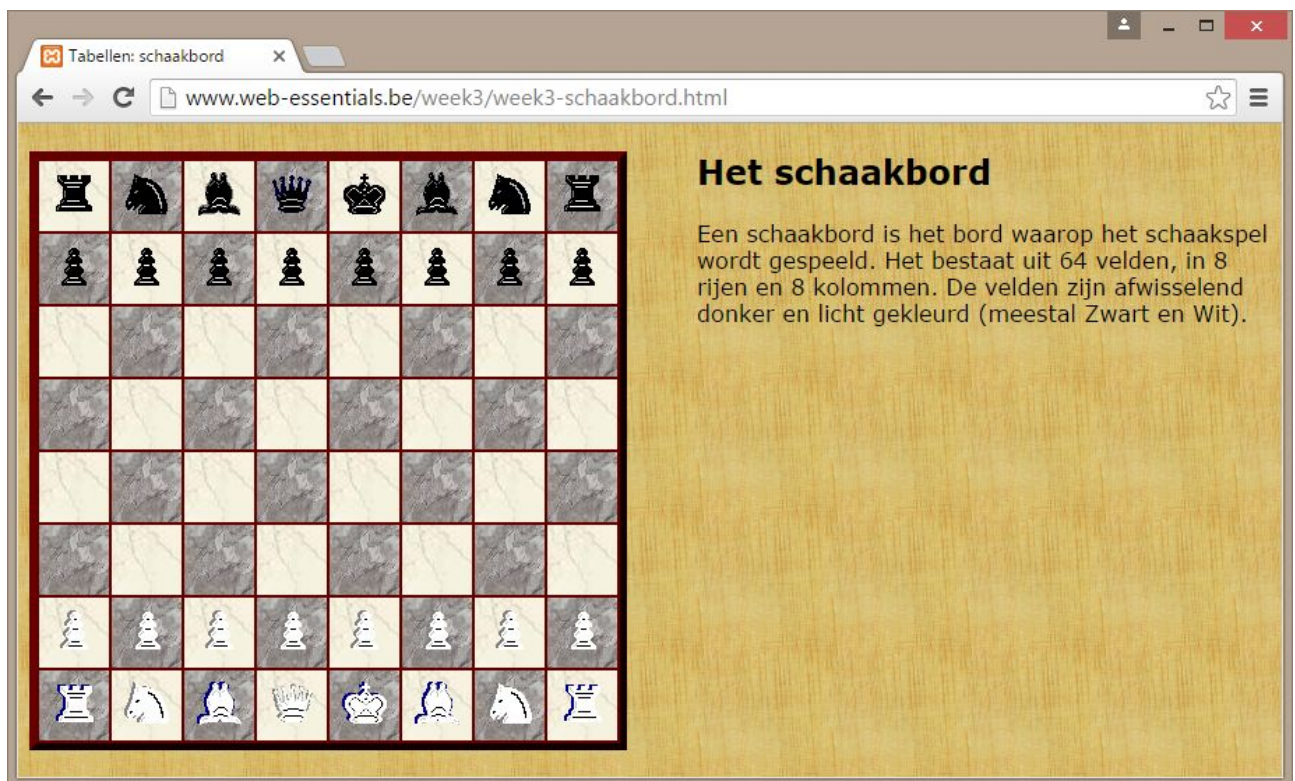 Tabellen: schaakbord
www.web-essentials.be/week3/week3-schaakbord.html
Het schaakbord
Een schaakbord is het bord waarop het schaakspel
wordt gespeeld. Het bestaat uit 64 velden, in 8
rijen en 8 kolommen. De velden zijn afwisselend
donker en licht gekleurd (meestal Zwart en Wit).